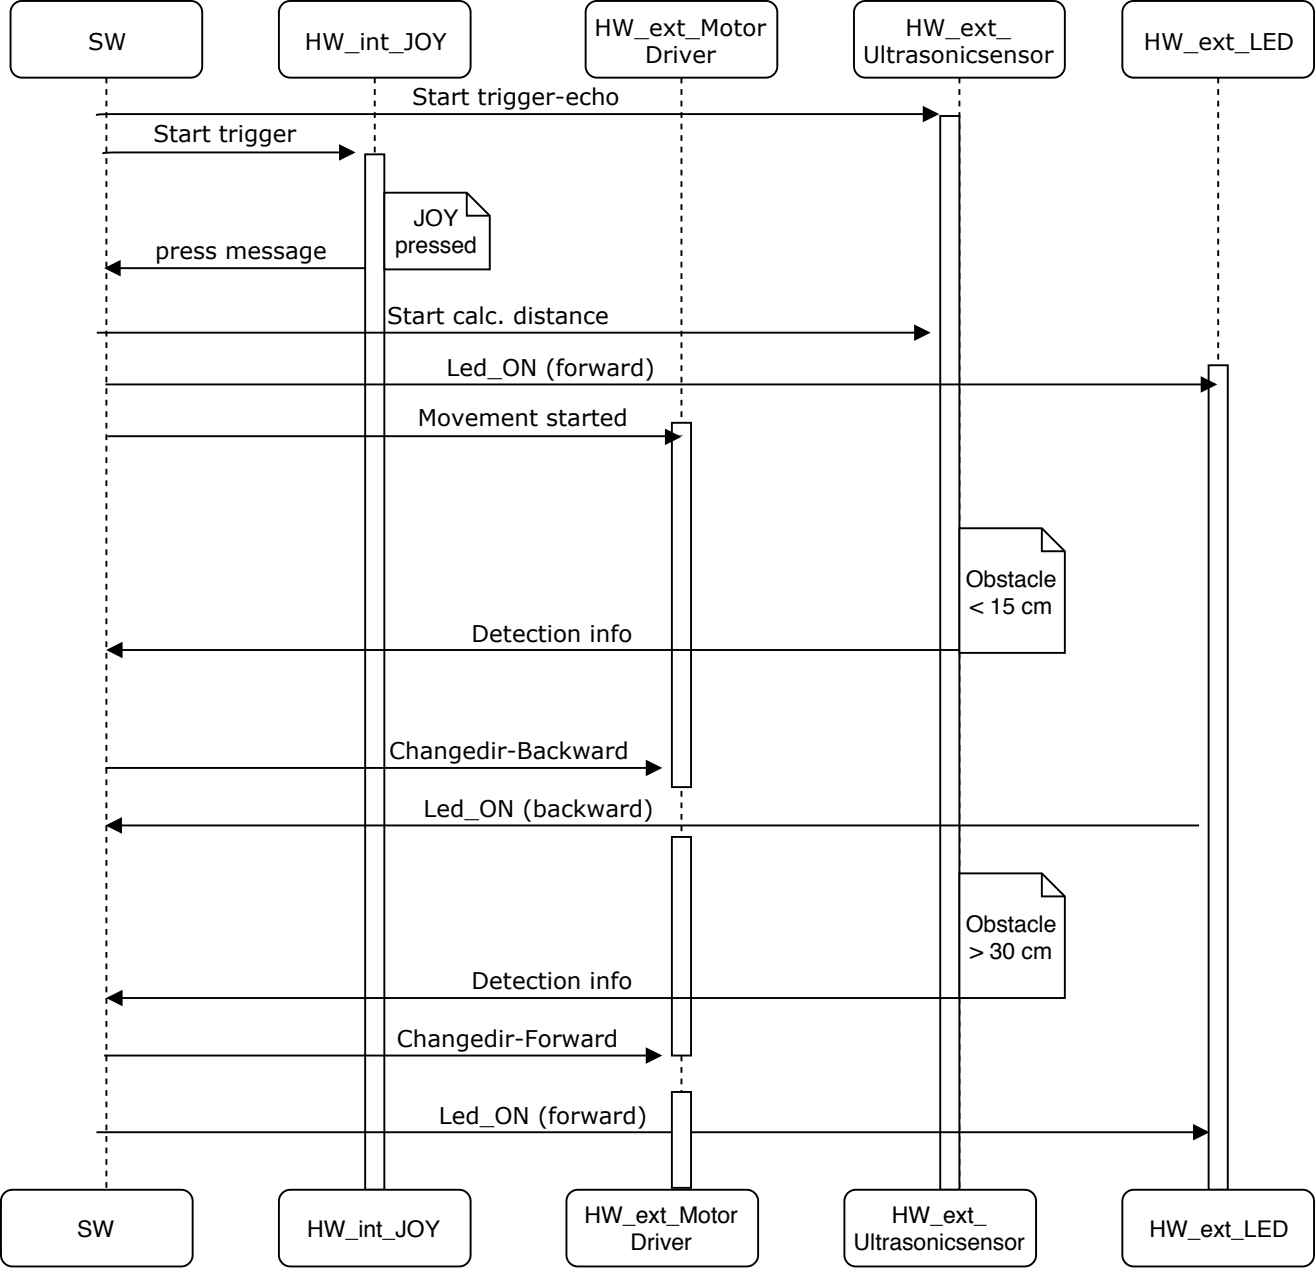 SW
HW_int_JOY
HW_ext_Motor
Driver
HW_ext_
Ultrasonicsensor
HW_ext_LED
Start trigger-echo
Start trigger
JOY
pressed
press message
Start calc. distance
Led_ON (forward)
Movement started
Obstacle
< 15 cm
Detection info
Changedir-Backward
Led_ON (backward)
Obstacle
> 30 cm
Detection info
Changedir-Forward
Led_ON (forward)
SW
HW_int_JOY
HW_ext_Motor
Driver
HW_ext_
Ultrasonicsensor
HW_ext_LED